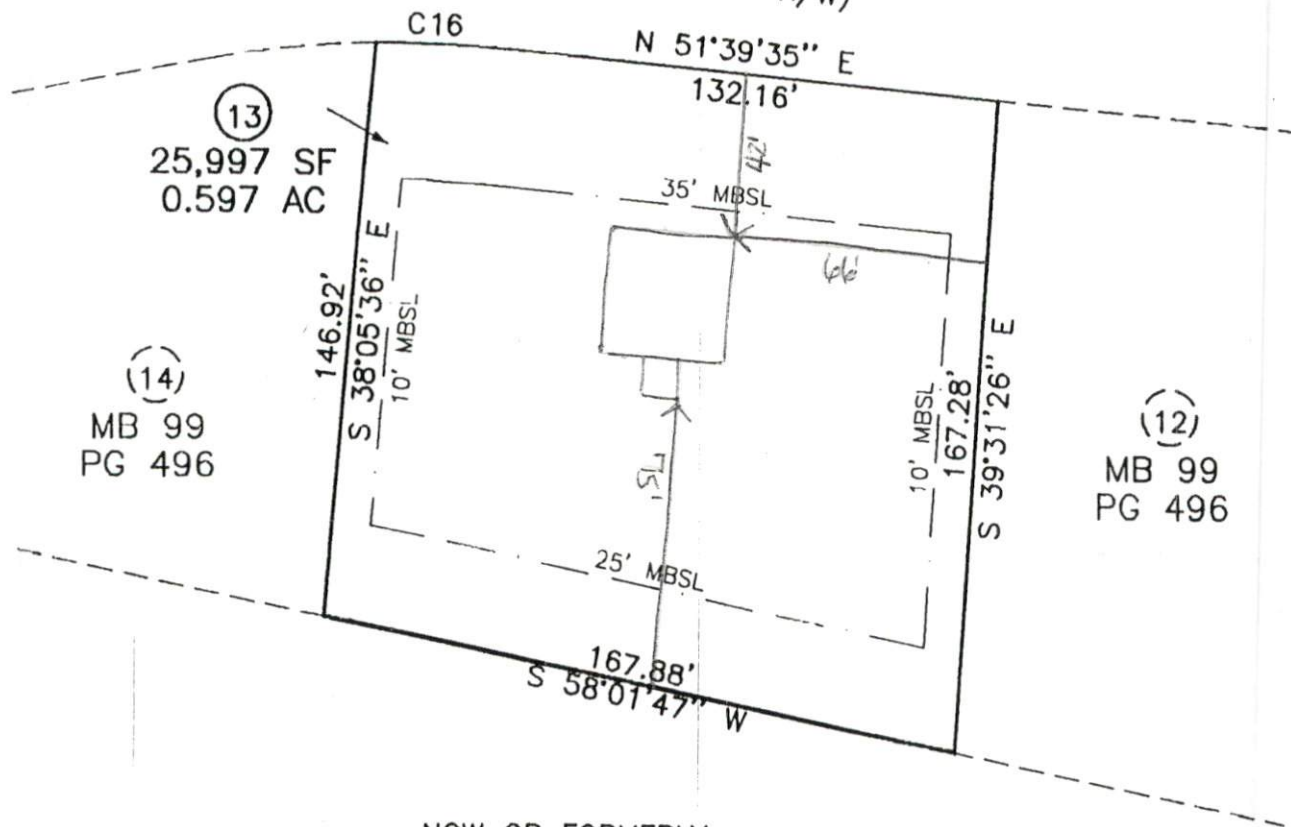 R/W)
C16
N 51°39'35" E
132.16'
13
25,997 SF
0.597 AC
42'
35' MBSL
66'
146.92'
S 38°05'36" E
10' MBSL
(14)
MB 99
PG 496
10' MBSL
167.28'
S 39°31'26" E
(12)
MB 99
PG 496
75'
25' MBSL
167.88'
S 58°01'47" W
NOW OR FORMERLY